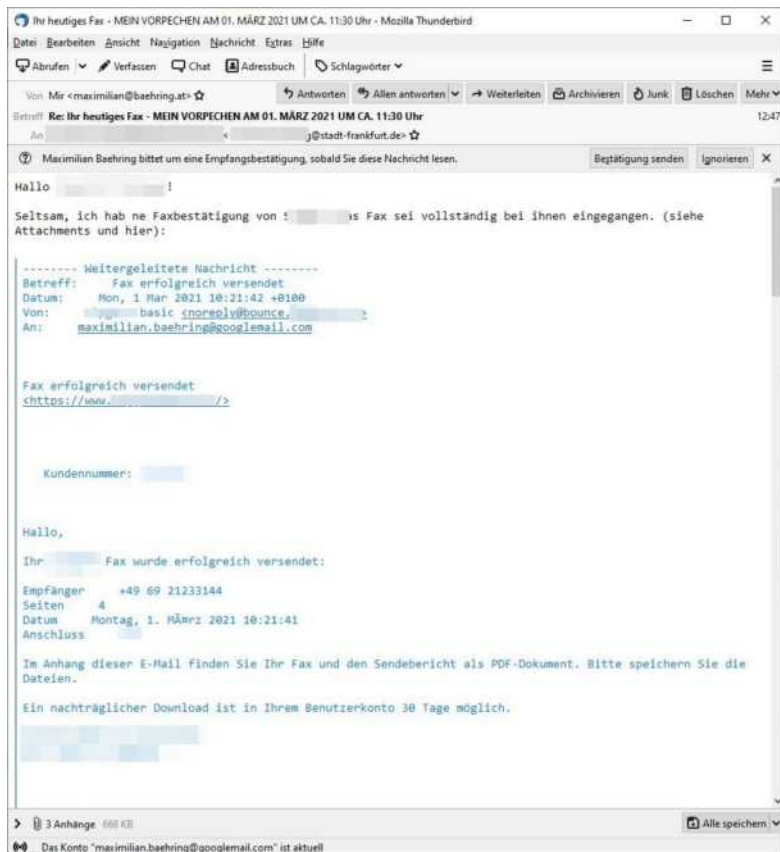 Ihr heutiges Fax - MEIN VORPECHEN AM 01. MÄRZ 2021 UM CA. 11:30 Uhr - Mozilla Thunderbird
Datei Bearbeiten Ansicht Navigation Nachricht Extras Hilfe
Abrufen Verfassen Chat Adressbuch Schlagwörter
Von Mir <maximilian@baehring.at> Antworten Allen antworten Weiterleiten Archivieren Junk Löschen Mehr
Betreff Re: Ihr heutiges Fax - MEIN VORPECHEN AM 01. MÄRZ 2021 UM CA. 11:30 Uhr 12:47
An < @stadt-frankfurt.de>
Maximilian Baehring bittet um eine Empfangsbestätigung, sobald Sie diese Nachricht lesen. Bestätigung senden Ignorieren
Hallo !
Seltsam, ich hab ne Faxbestätigung von Fax sei vollständig bei ihnen eingegangen. (siehe
Attachments und hier):
-------- Weitergeleitete Nachricht --------
Betreff: Fax erfolgreich versendet
Datum: Mon, 1 Mar 2021 10:21:42 +0100
Von: basic <noreply@bounce. >
An: maximilian.baehring@googlemail.com
Fax erfolgreich versendet
<https://www. />
Kundennummer:
Hallo,
Ihr Fax wurde erfolgreich versendet:
Empfänger +49 69 21233144
Seiten 4
Datum Montag, 1. MÃ¤rz 2021 10:21:41
Anschluss
Im Anhang dieser E-Mail finden Sie Ihr Fax und den Sendebericht als PDF-Dokument. Bitte speichern Sie die
Dateien.
Ein nachträglicher Download ist in Ihrem Benutzerkonto 30 Tage möglich.
3 Anhänge 668 KB Alle speichern
Das Konto "maximilian.baehring@googlemail.com" ist aktuell